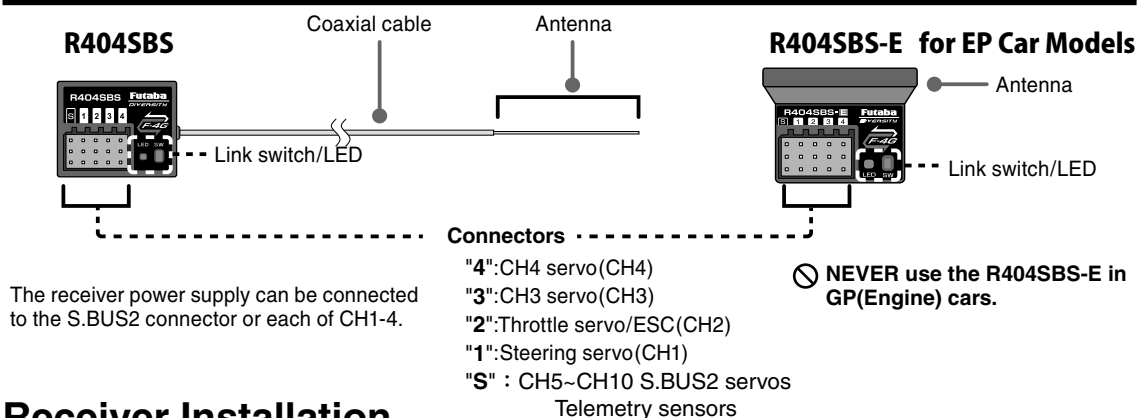 Coaxial cable
Antenna
R404SBS
R404SBS-E for EP Car Models
R404SBS Futaba
DIVERSITY
S 1 2 3 4
F-4G
LED SW
Link switch/LED
Antenna
R404SBS-E Futaba
DIVERSITY
S 1 2 3 4
F-4G
LED SW
Link switch/LED
Connectors
"4":CH4 servo(CH4)
"3":CH3 servo(CH3)
"2":Throttle servo/ESC(CH2)
"1":Steering servo(CH1)
"S" : CH5~CH10 S.BUS2 servos
Telemetry sensors
The receiver power supply can be connected
to the S.BUS2 connector or each of CH1-4.
NEVER use the R404SBS-E in
GP(Engine) cars.
Receiver Installation